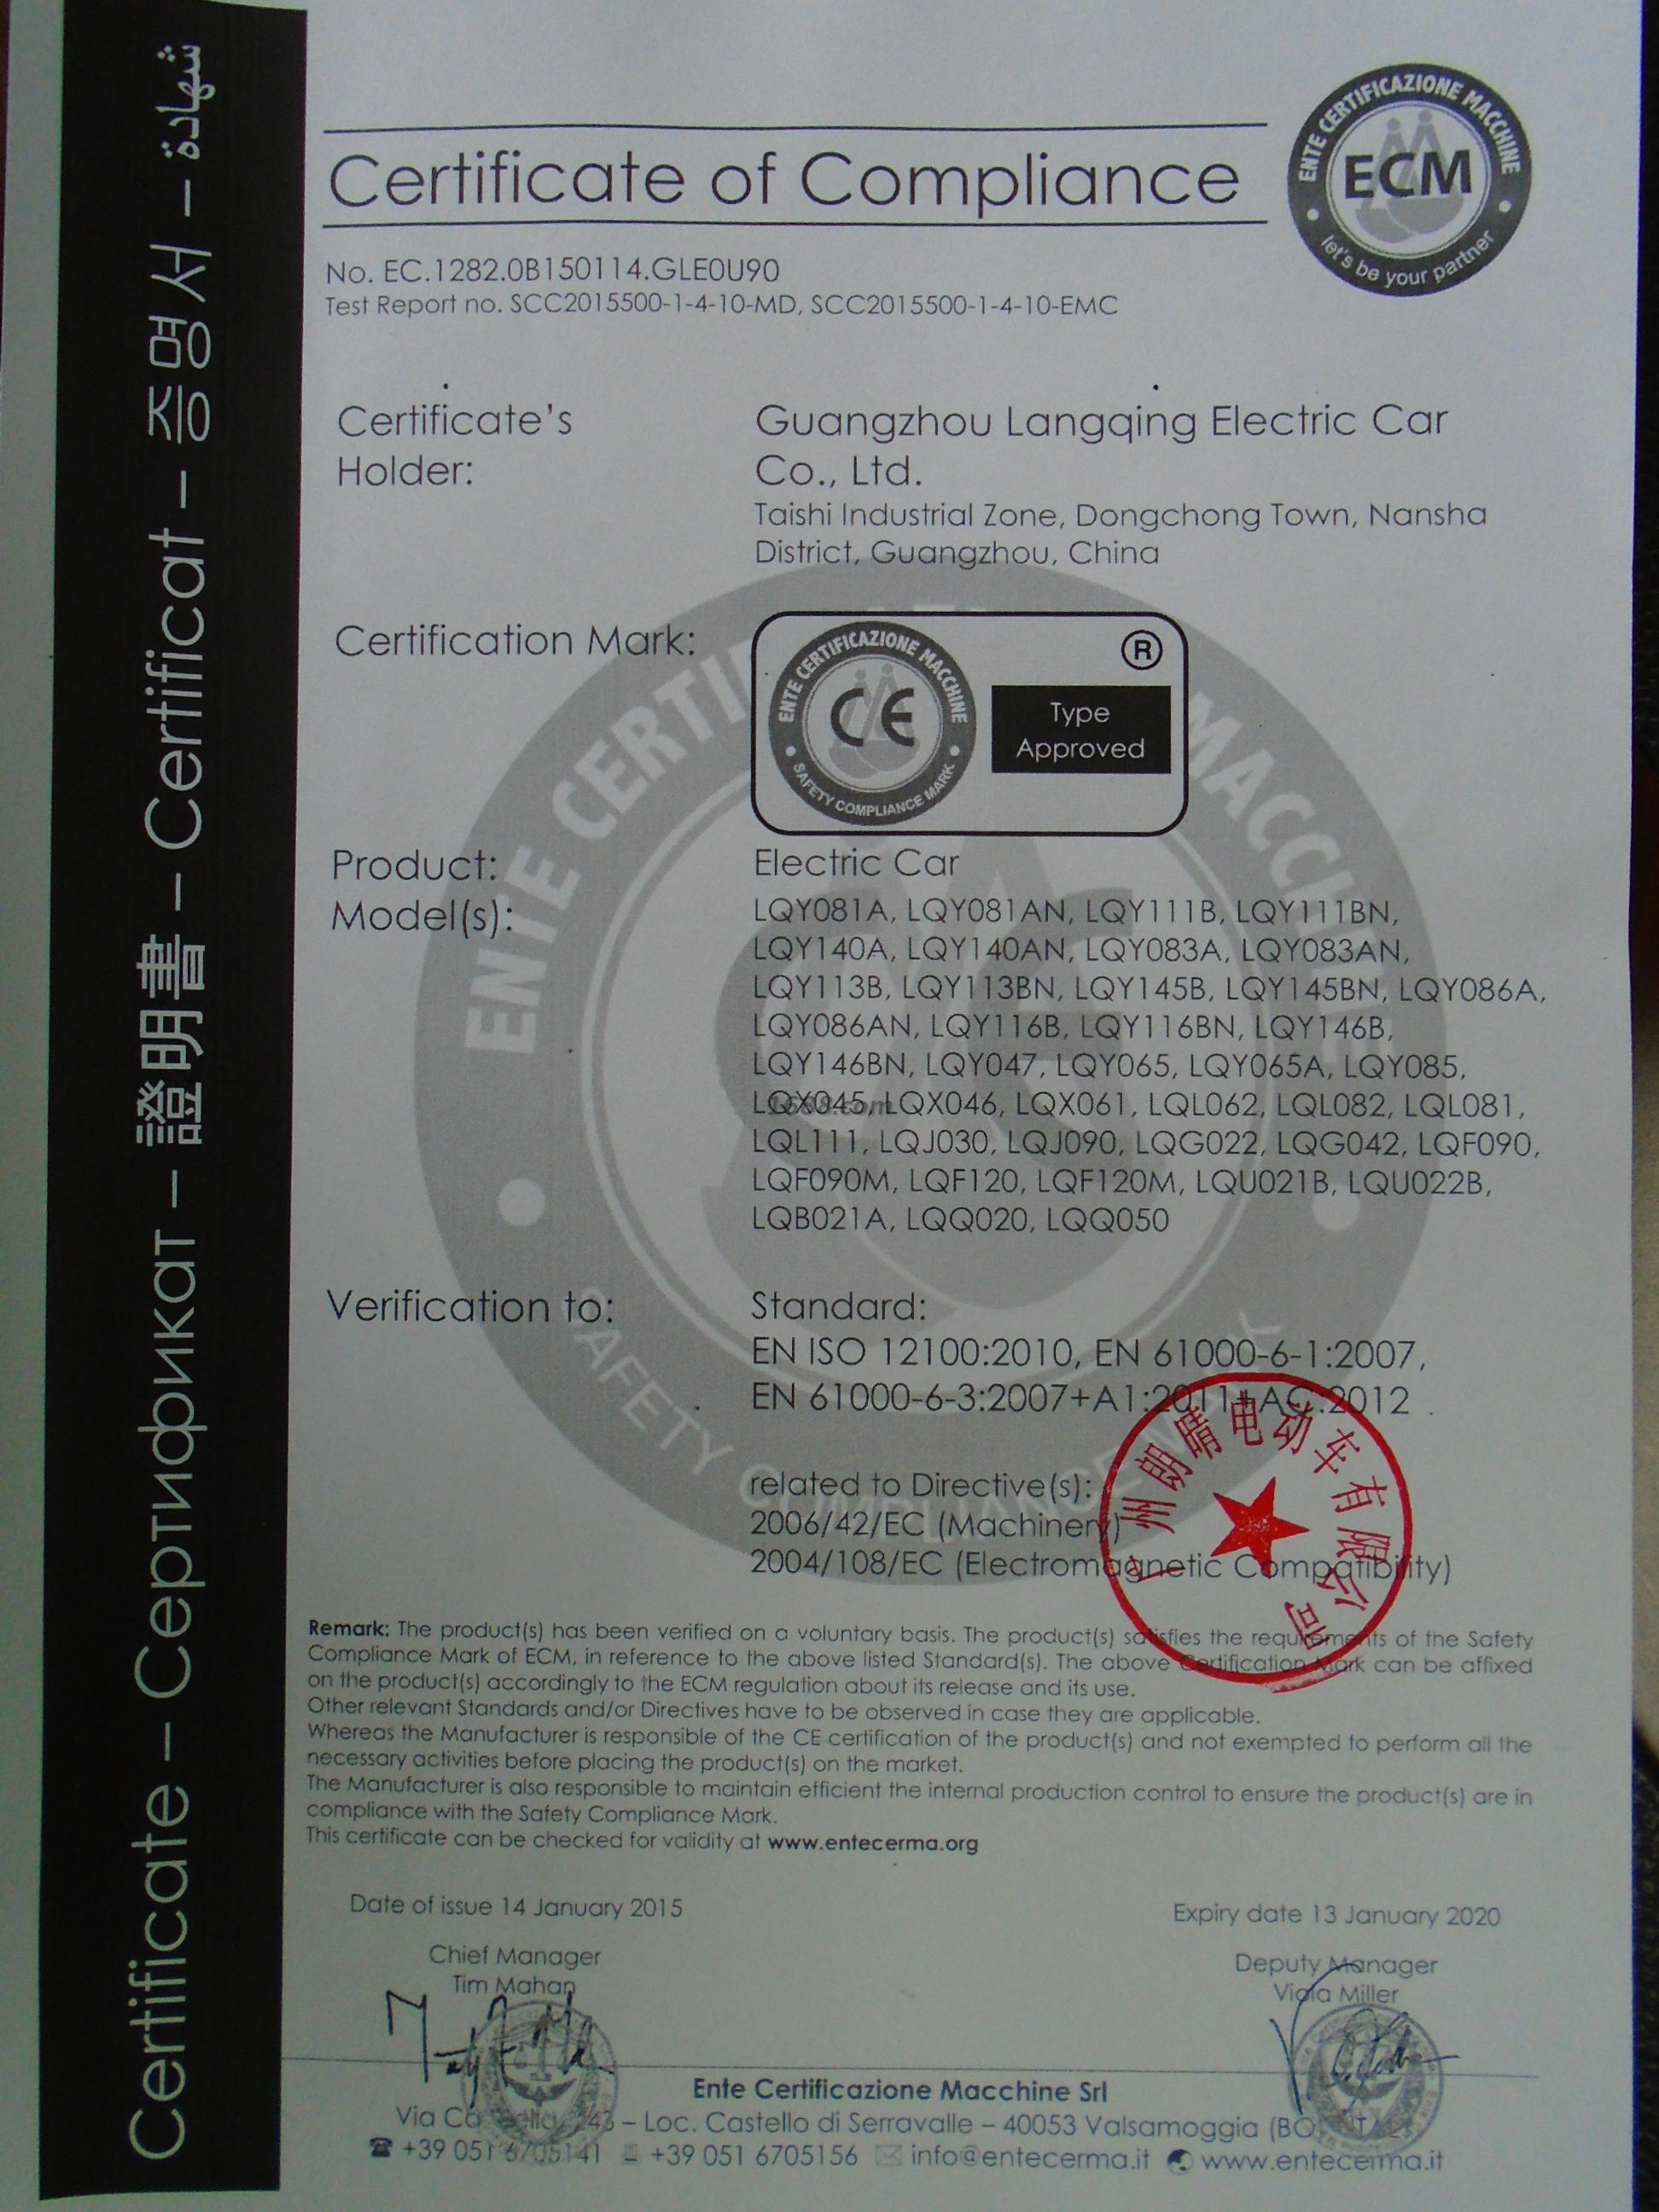 Certificate – Сертификат – 證明書 – Certificat – 증명서 – شهادة
Certificate of Compliance
ENTE CERTIFICAZIONE MACCHINE
ECM
let's be your partner
No. EC.1282.0B150114.GLE0U90
Test Report no. SCC2015500-1-4-10-MD, SCC2015500-1-4-10-EMC
Certificate's
Holder:
Guangzhou Langqing Electric Car
Co., Ltd.
Taishi Industrial Zone, Dongchong Town, Nansha
District, Guangzhou, China
Certification Mark:
ENTE CERTIFICAZIONE MACCHINE
CE
SAFETY COMPLIANCE MARK
®
Type
Approved
Product:
Electric Car
Model(s):
LQY081A, LQY081AN, LQY111B, LQY111BN,
LQY140A, LQY140AN, LQY083A, LQY083AN,
LQY113B, LQY113BN, LQY145B, LQY145BN, LQY086A,
LQY086AN, LQY116B, LQY116BN, LQY146B,
LQY146BN, LQY047, LQY065, LQY065A, LQY085,
LQX045, LQX046, LQX061, LQL062, LQL082, LQL081,
LQL111, LQJ030, LQJ090, LQG022, LQG042, LQF090,
LQF090M, LQF120, LQF120M, LQU021B, LQU022B,
LQB021A, LQQ020, LQQ050
Verification to:
Standard:
EN ISO 12100:2010, EN 61000-6-1:2007,
EN 61000-6-3:2007+A1:2011+AC:2012
related to Directive(s):
2006/42/EC (Machinery)
2004/108/EC (Electromagnetic Compatibility)
州朗晴电动车有限公司
Remark: The product(s) has been verified on a voluntary basis. The product(s) satisfies the requirements of the Safety
Compliance Mark of ECM, in reference to the above listed Standard(s). The above Certification Mark can be affixed
on the product(s) accordingly to the ECM regulation about its release and its use.
Other relevant Standards and/or Directives have to be observed in case they are applicable.
Whereas the Manufacturer is responsible of the CE certification of the product(s) and not exempted to perform all the
necessary activities before placing the product(s) on the market.
The Manufacturer is also responsible to maintain efficient the internal production control to ensure the product(s) are in
compliance with the Safety Compliance Mark.
This certificate can be checked for validity at www.entecerma.org
Date of issue 14 January 2015
Expiry date 13 January 2020
Chief Manager
Tim Mahan
Deputy Manager
Viola Miller
Ente Certificazione Macchine Srl
Via 243 – Loc. Castello di Serravalle – 40053 Valsamoggia
+39 051 6705141 +39 051 6705156 info@entecerma.it www.entecerma.it